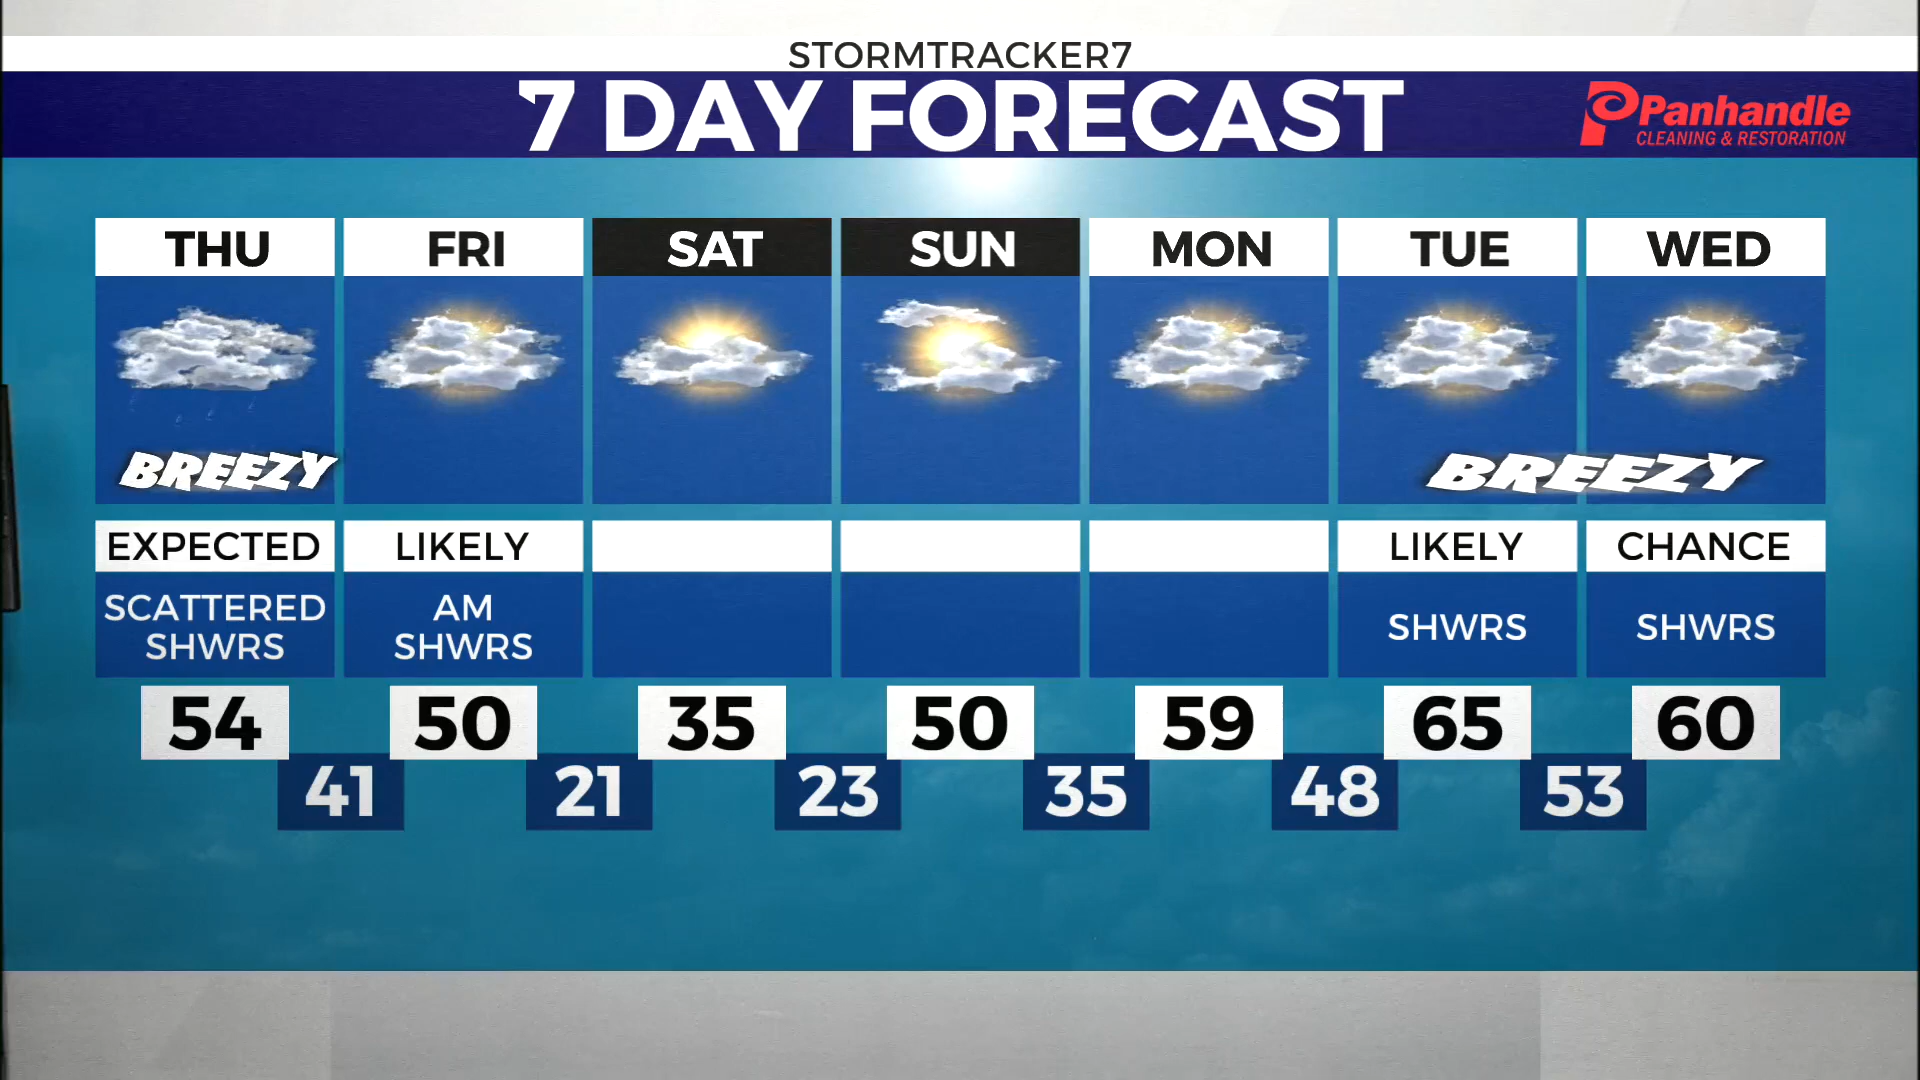 STORMTRACKER7
7 DAY FORECAST
Panhandle
CLEANING & RESTORATION
THU FRI SAT SUN MON TUE WED
BREEZY BREEZY
EXPECTED LIKELY LIKELY CHANCE
SCATTERED SHWRS
AM SHWRS
SHWRS
SHWRS
54 50 35 50 59 65 60
41 21 23 35 48 53